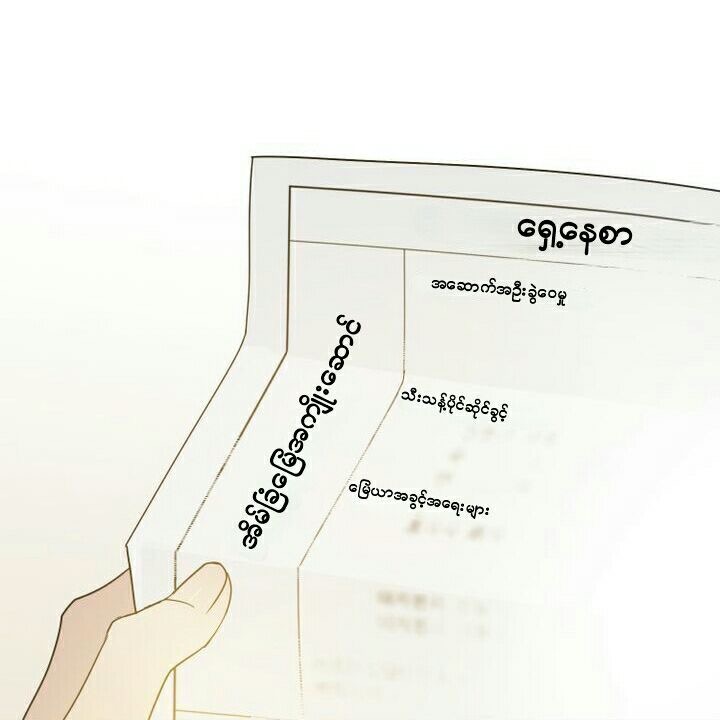 ရှေ့နေစာ
အဆောက်အဦးခွဲဝေမှု
အိမ်ခြံမြေအကျိုးဆောင်
သီးသန့်ပိုင်ဆိုင်ခွင့်
မြေယာအခွင့်အရေးများ